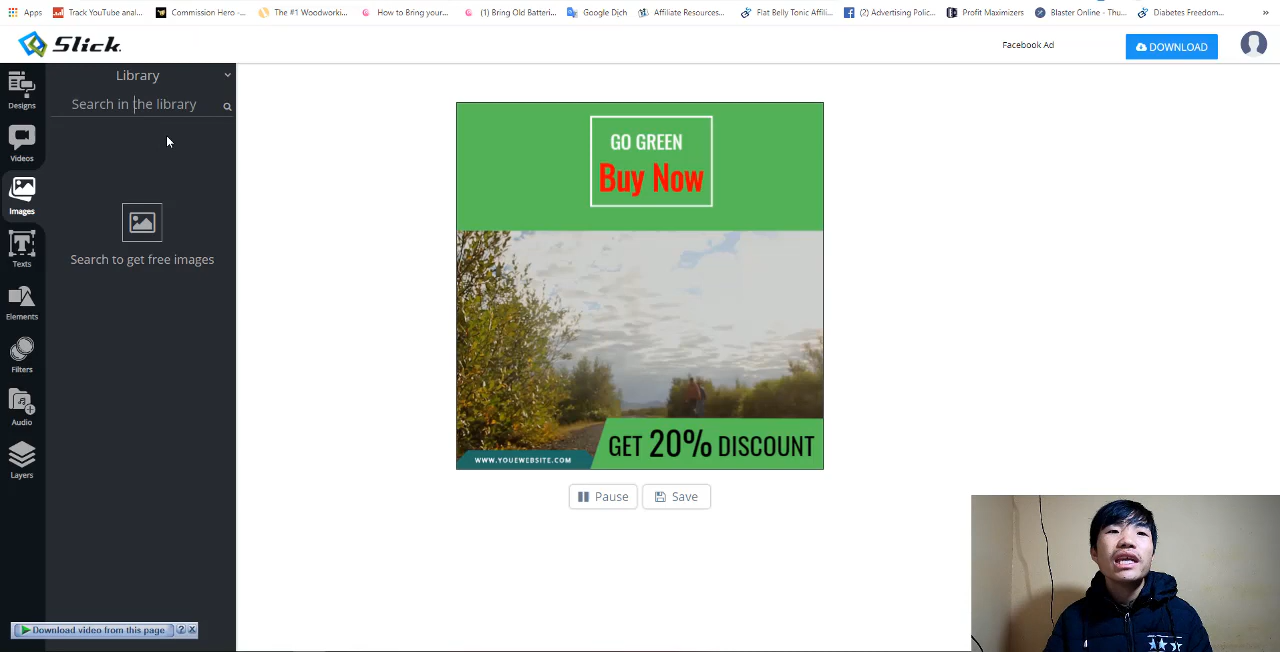 Apps
Track YouTube anal...
Commission Hero -...
The #1 Woodworki...
How to Bring your...
(1) Bring Old Batteri...
Google Dịch
Affiliate Resources...
Flat Belly Tonic Affili...
(2) Advertising Polic...
Profit Maximizers
Blaster Online - Thu...
Diabetes Freedom...
»
Slick
Facebook Ad
DOWNLOAD
Library
Search in the library
Designs
Videos
Images
Texts
Elements
Filters
Audio
Layers
Search to get free images
GO GREEN
Buy Now
GET 20% DISCOUNT
WWW.YOUEWEBSITE.COM
Pause
Save
Download video from this page
? X